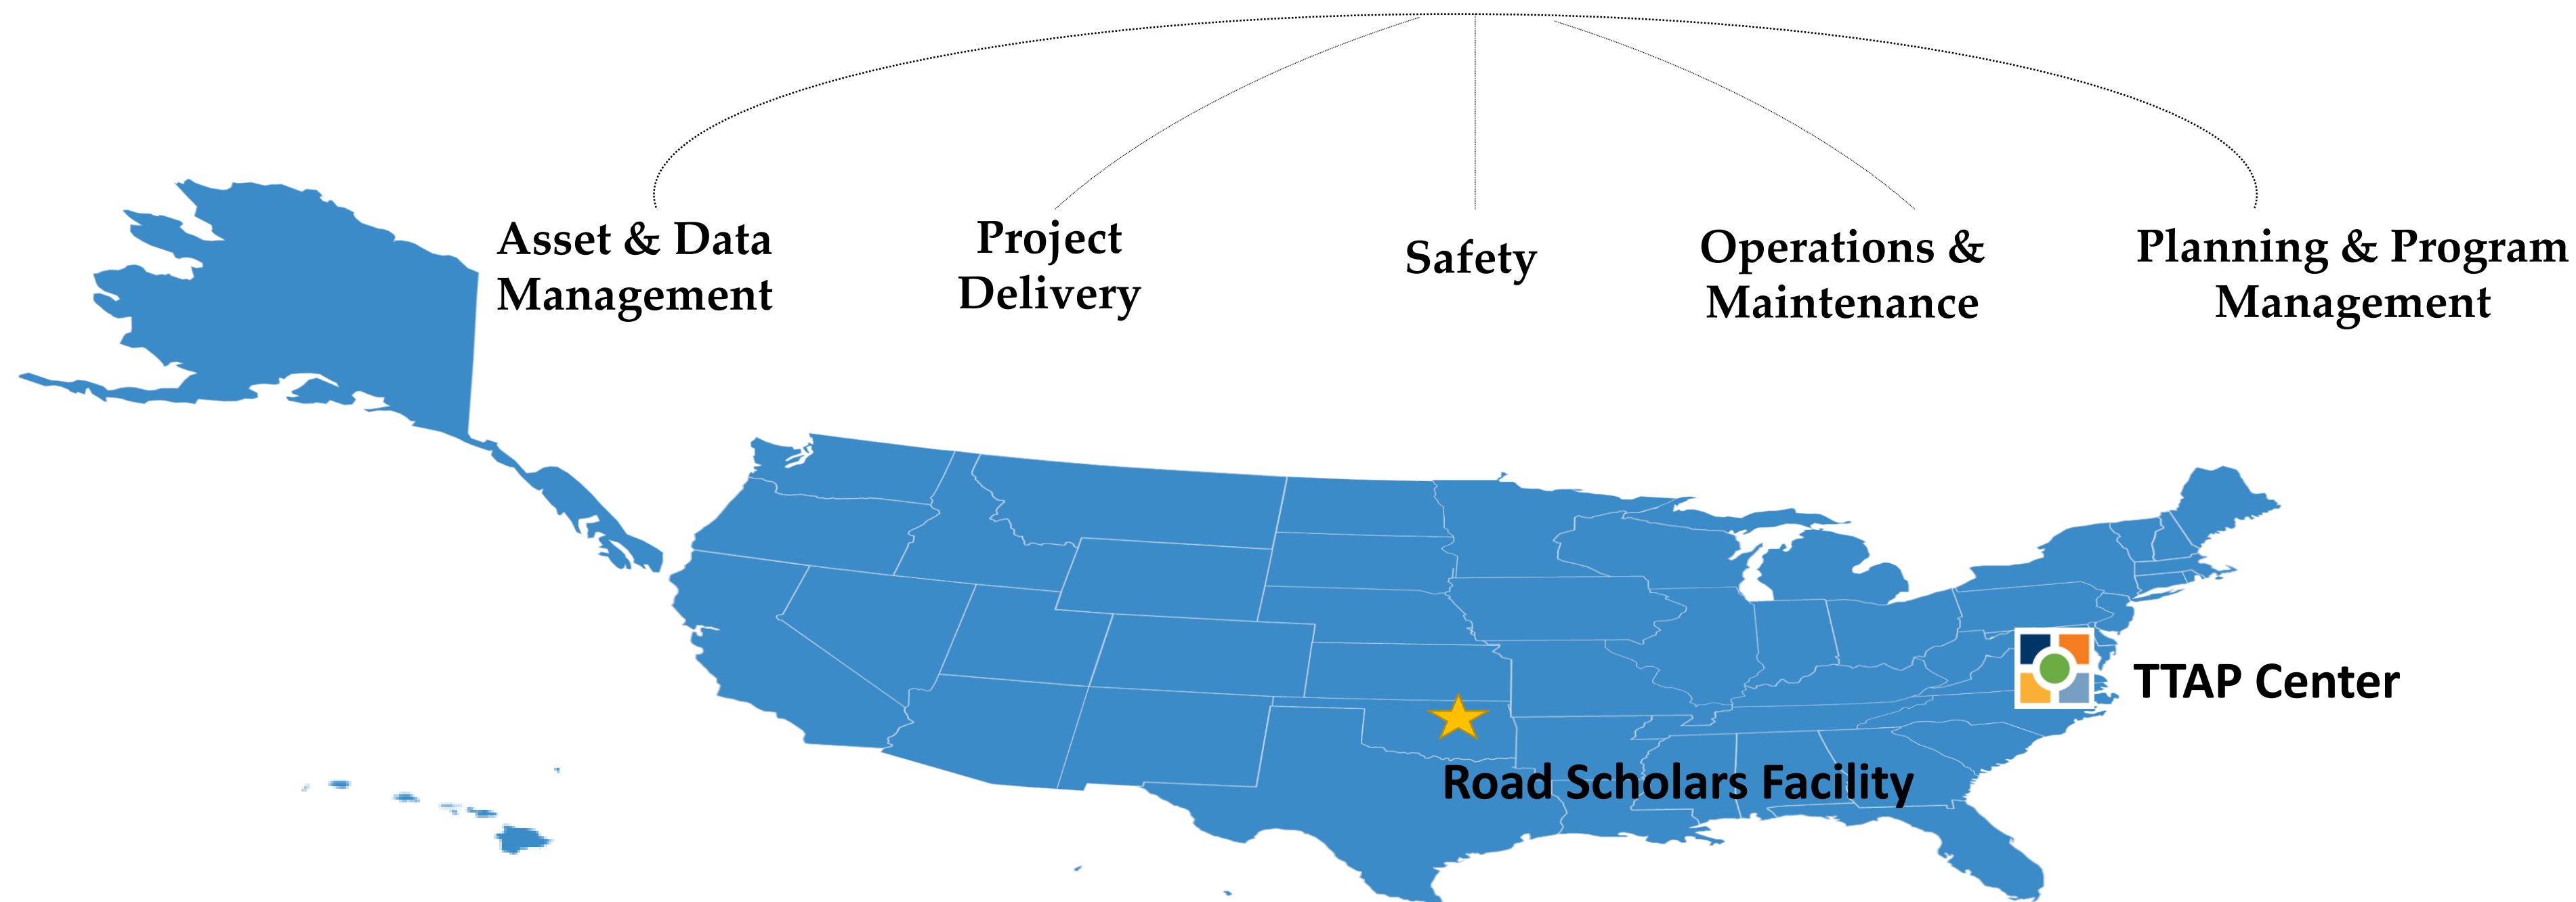 Asset & Data
Management
Project
Delivery
Safety
Operations &
Maintenance
Planning & Program
Management
TTAP Center
Road Scholars Facility